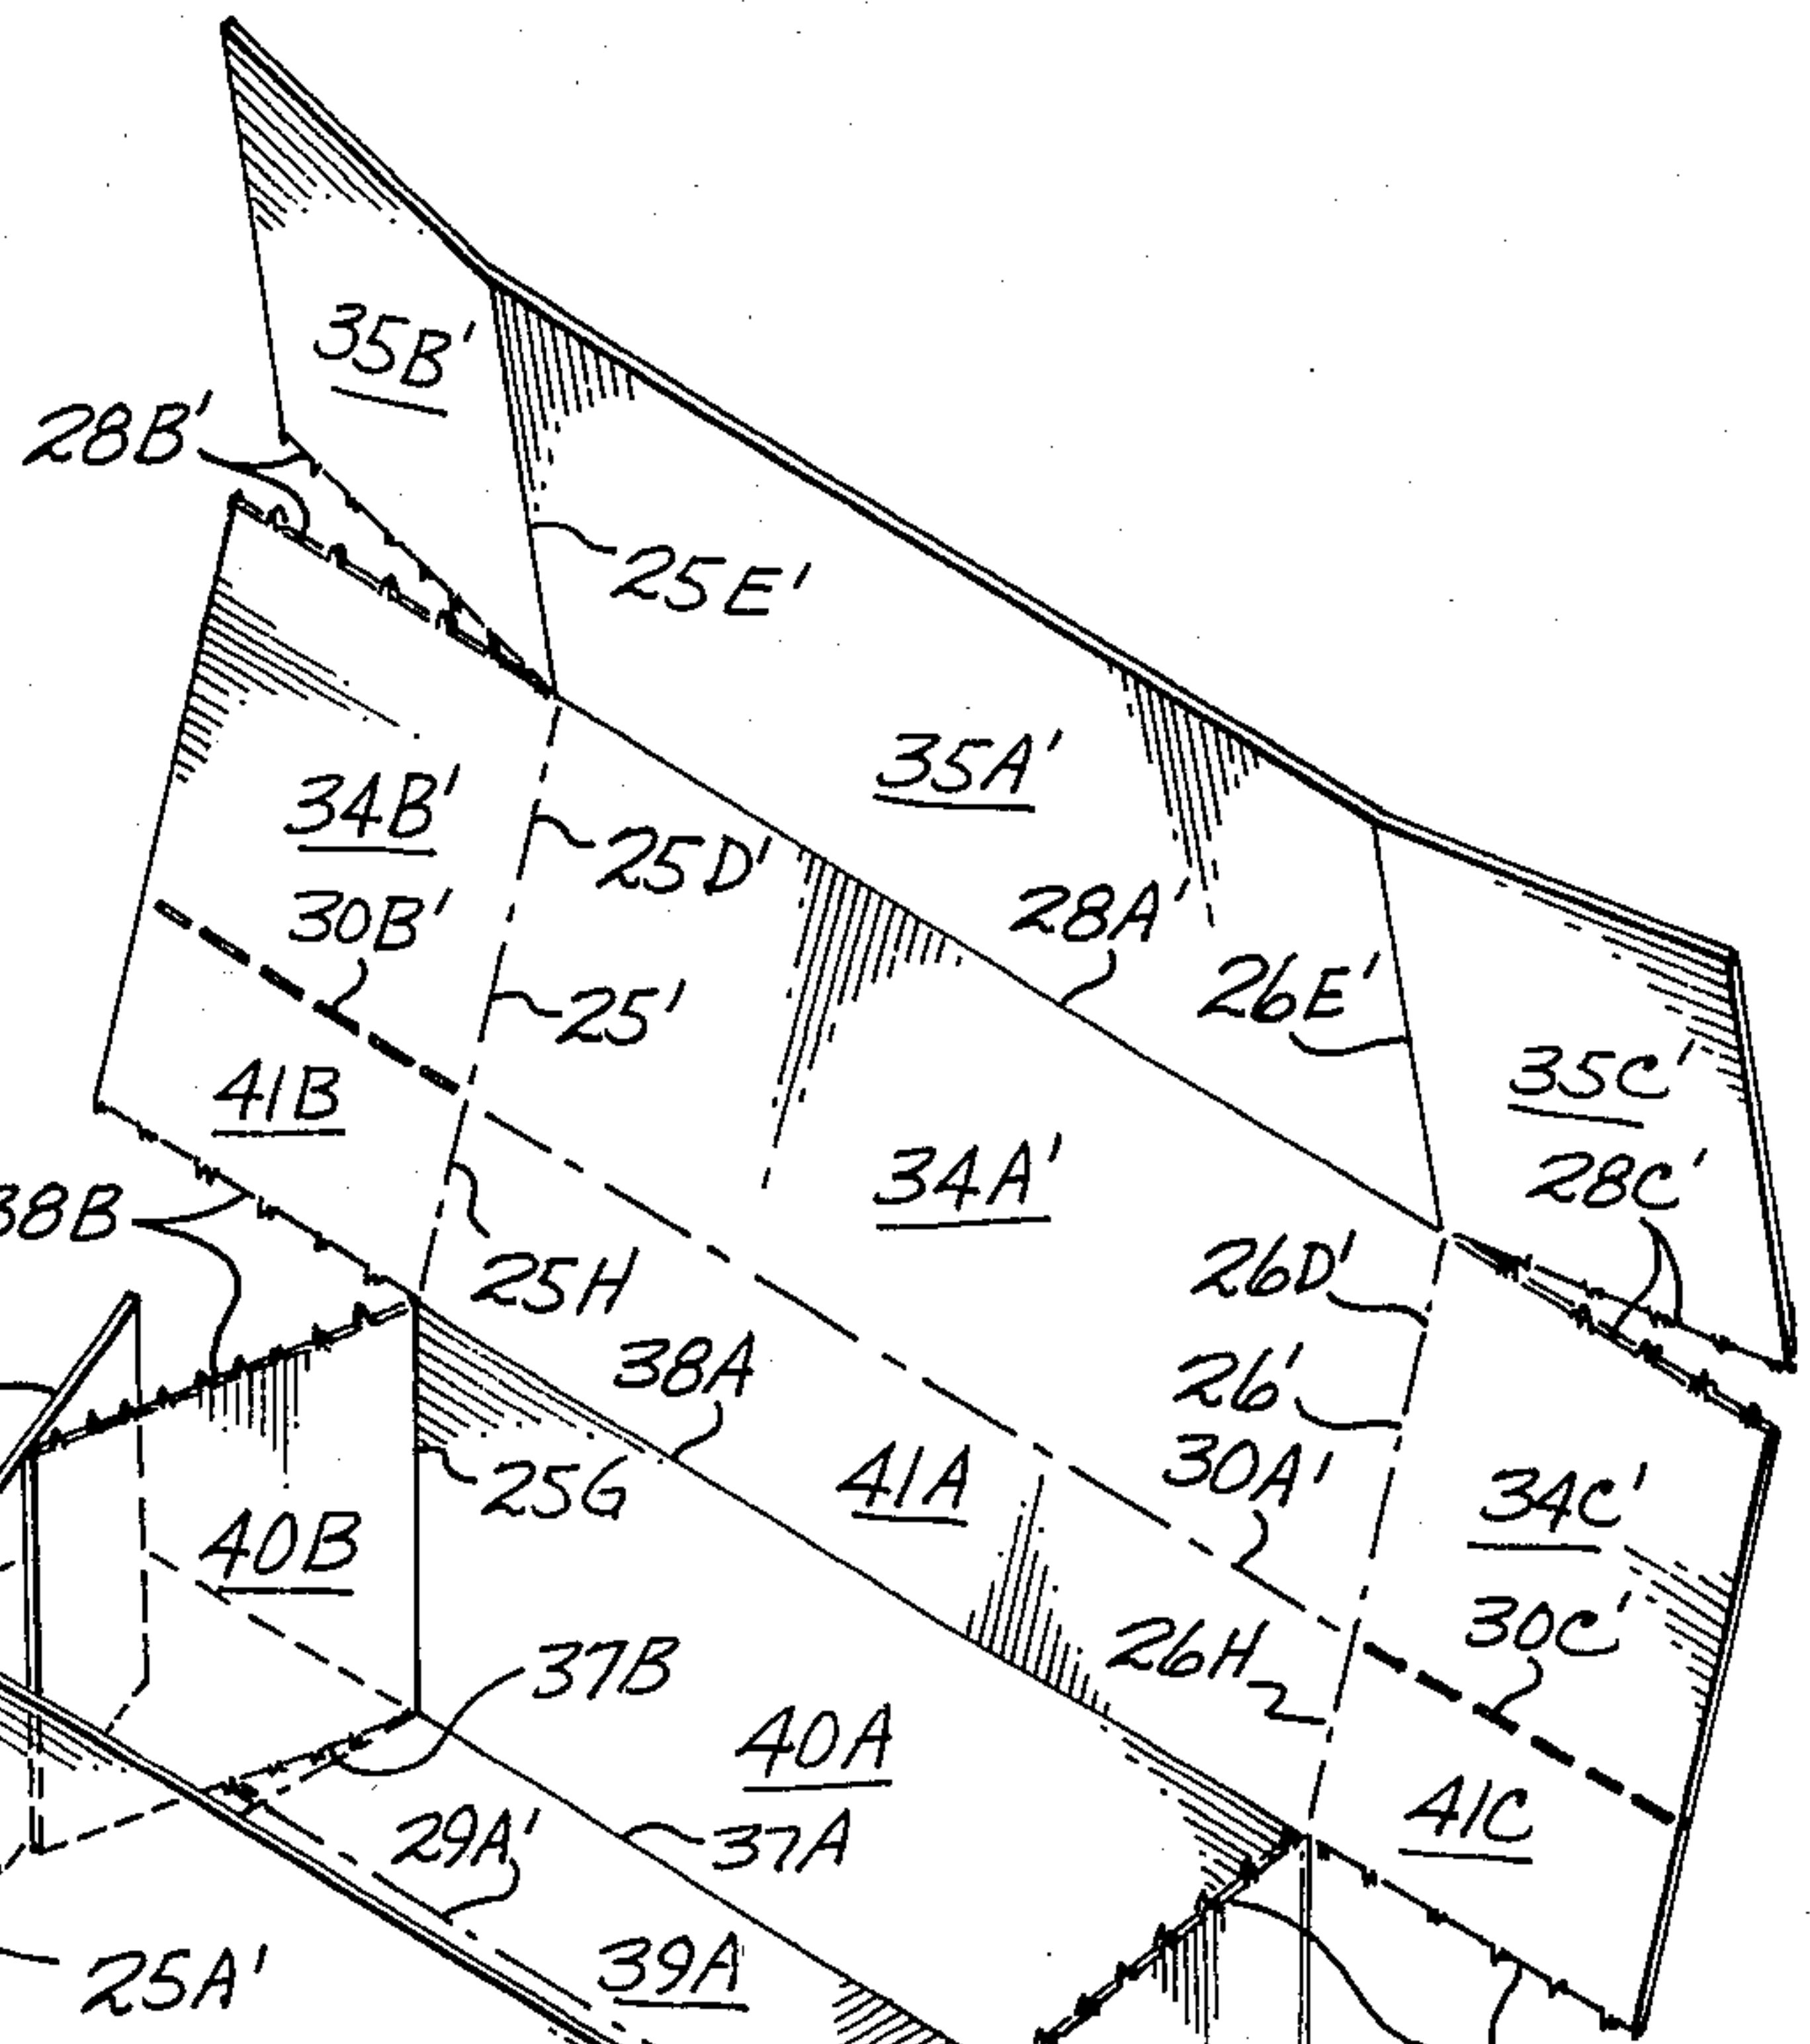 35B'
28B'
25E'
35A'
34B'
25D'
28A'
30B'
26E'
25'
35C'
41B
34A'
28C'
38B
26D'
25H
38A
26'
30A'
41A
34C'
25G
40B
30C'
26H
37B
40A
41C
29A'
37A
39A
25A'